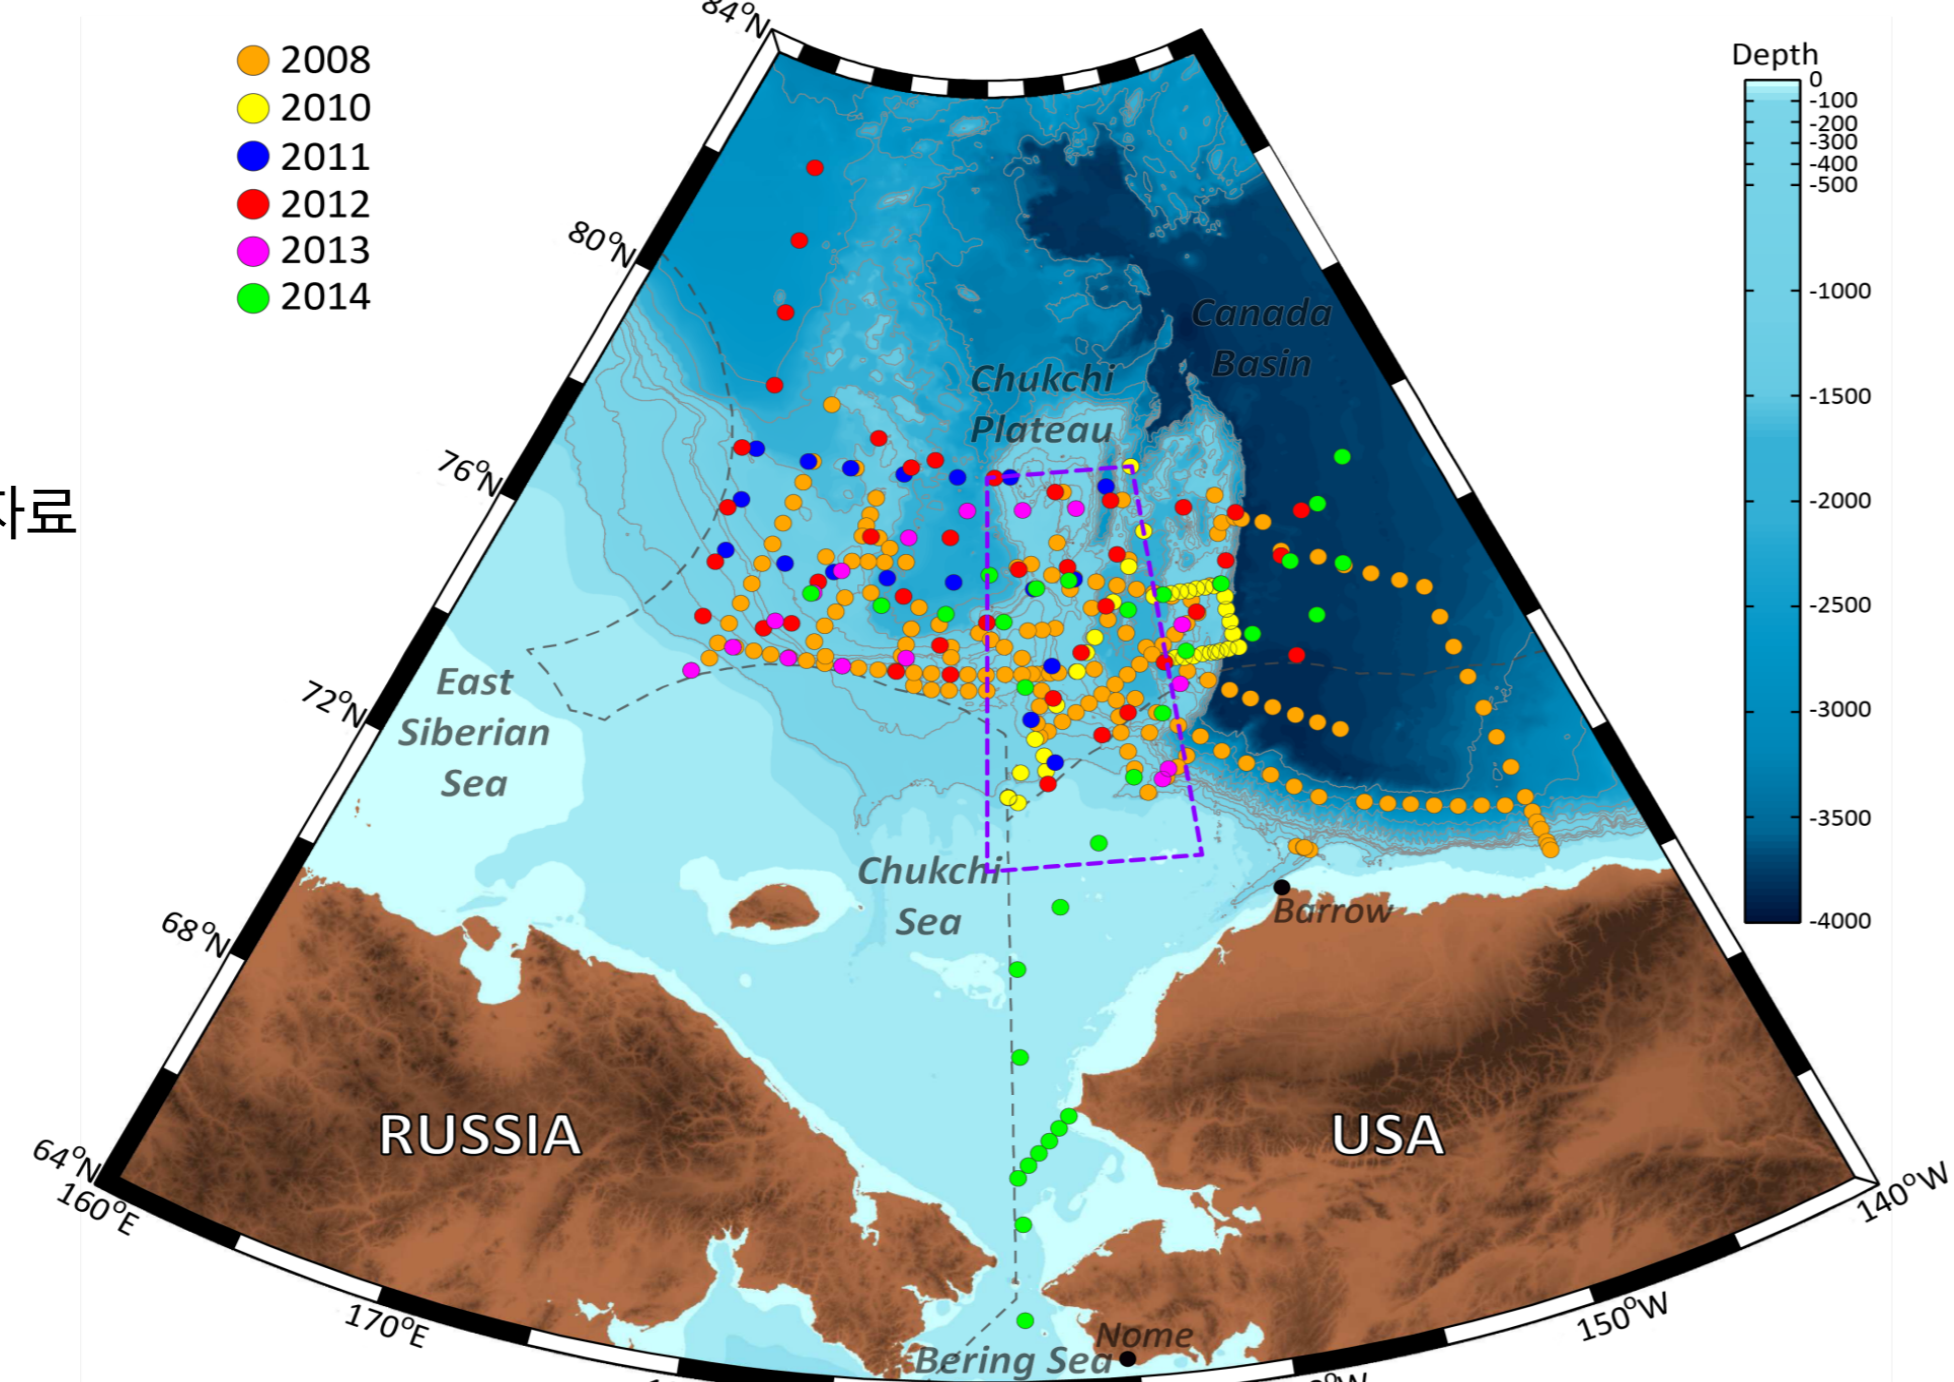 84°N
2008
2010
2011
2012
2013
2014
Depth
0
-100
-200
-300
-400
-500
-1000
-1500
-2000
-2500
-3000
-3500
-4000
80°N
Canada
Basin
Chukchi
Plateau
76°N
자료
72°N
East
Siberian
Sea
Chukchi
Sea
Barrow
68°N
RUSSIA
USA
64°N
160°E
140°W
170°E
150°W
Nome
Bering Sea